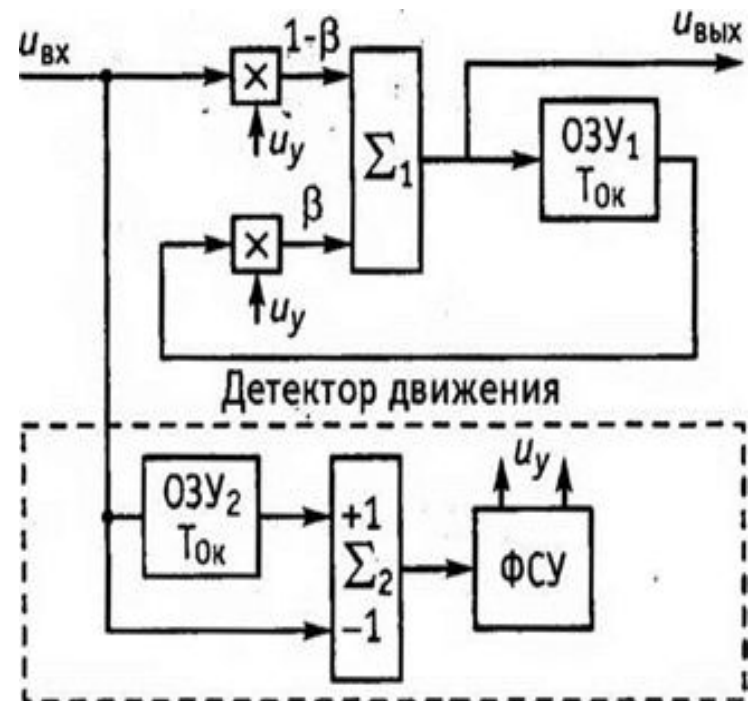 uвх
1-β
uвых
×
uу
Σ1
ОЗУ1
Tок
β
×
uу
Детектор движения
ОЗУ2
Tок
+1
Σ2
−1
uу
ФСУ